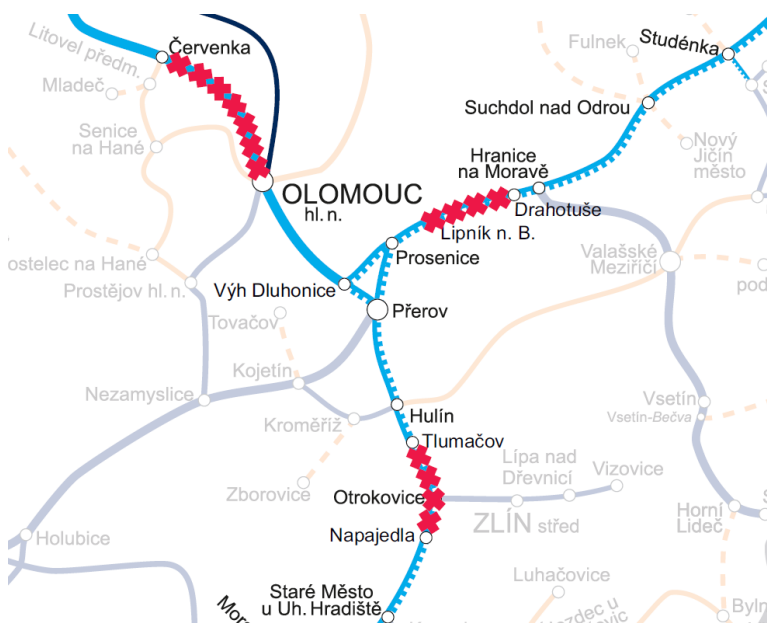 Litovel předm.
Červenka
Mladeč
Senice
na Hané
OLOMOUC
hl. n.
Fulnek
Studénka
Suchdol nad Odrou
Nový
Jičín
město
Hranice
na Moravě
Drahotuše
Lipník n. B.
Prosenice
Valašské
Meziříčí
ostelec na Hané
Prostějov hl. n.
Výh Dluhonice
Přerov
Tovačov
pod
Kojetín
Nezamyslice
Hulín
Kroměříž
Tlumačov
Vsetín
Vsetín-Bečva
Lípa nad
Dřevnicí
Vizovice
Zborovice
Otrokovice
ZLÍN střed
Horní
Lideč
Napajedla
Holubice
Luhačovice
Staré Město
u Uh. Hradiště
Byln